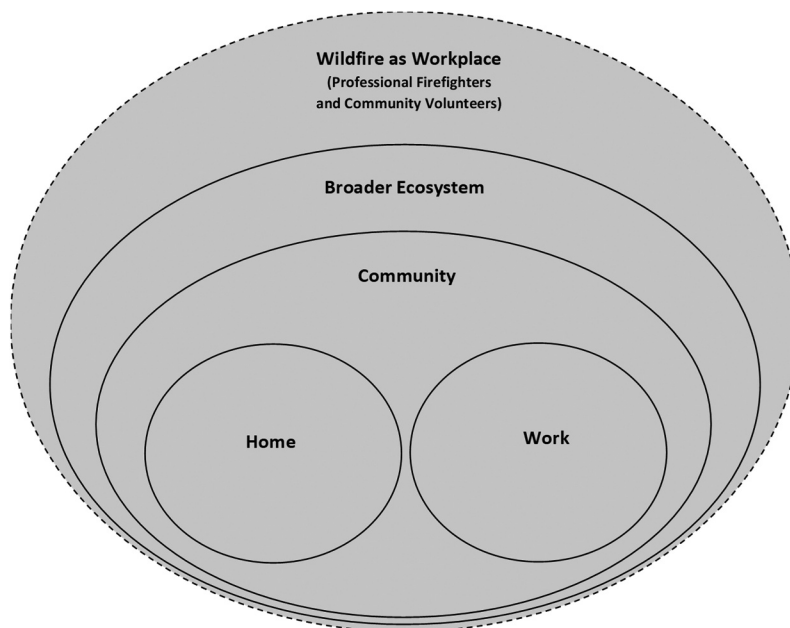 Wildfire as Workplace
(Professional Firefighters
and Community Volunteers)
Broader Ecosystem
Community
Home
Work